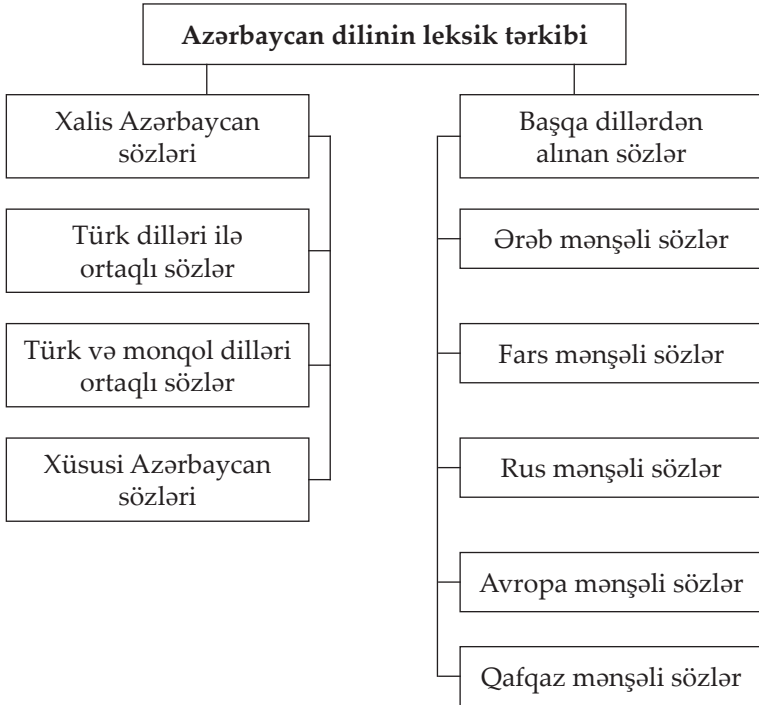 Azərbaycan dilinin leksik tərkibi
Xalis Azərbaycan
sözləri
Türk dilləri ilə
ortaqlı sözlər
Türk və monqol dilləri
ortaqlı sözlər
Xüsusi Azərbaycan
sözləri
Başqa dillərdən
alınan sözlər
Ərəb mənşəli sözlər
Fars mənşəli sözlər
Rus mənşəli sözlər
Avropa mənşəli sözlər
Qafqaz mənşəli sözlər